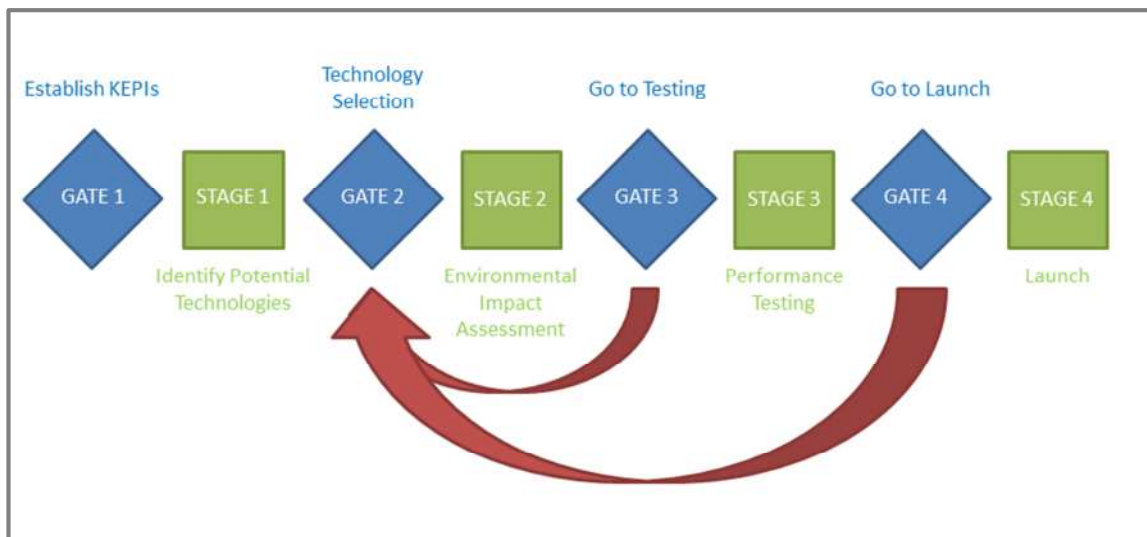 Establish KEPIs
Technology
Selection
Go to Testing
Go to Launch
GATE 1
STAGE 1
GATE 2
STAGE 2
GATE 3
STAGE 3
GATE 4
STAGE 4
Identify Potential
Technologies
Environmental
Impact
Assessment
Performance
Testing
Launch